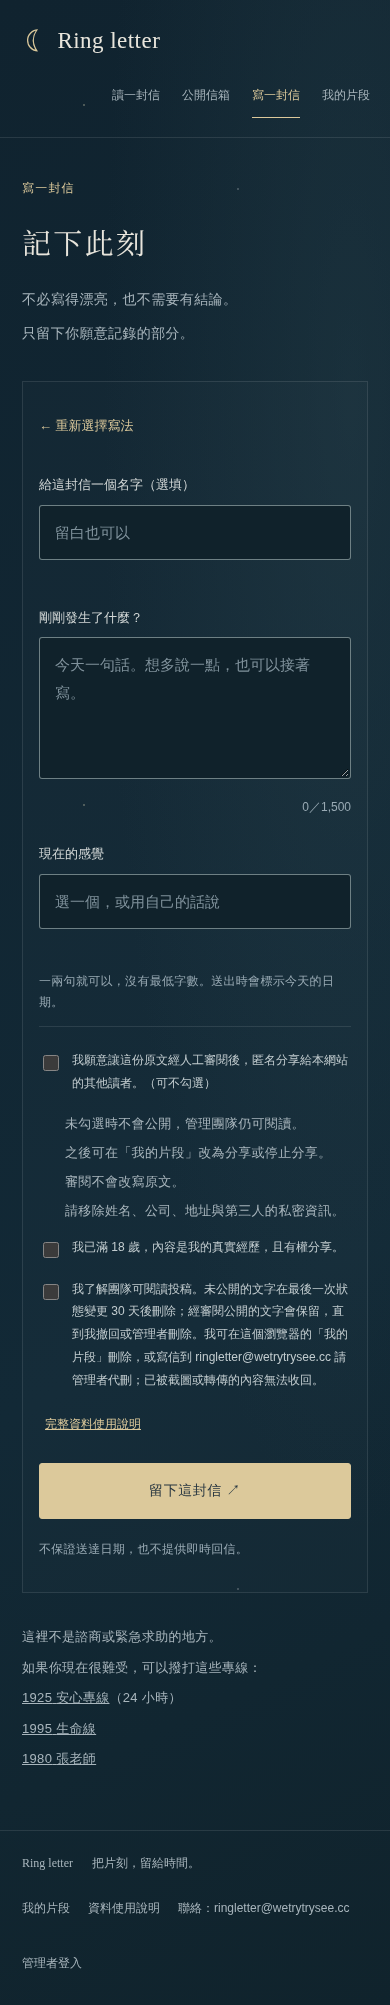 Ring letter
讀一封信 公開信箱 寫一封信 我的片段
寫一封信
記下此刻
不必寫得漂亮，也不需要有結論。
只留下你願意記錄的部分。
← 重新選擇寫法
給這封信一個名字（選填）
留白也可以
剛剛發生了什麼？
今天一句話。想多說一點，也可以接著
寫。
0／1,500
現在的感覺
選一個，或用自己的話說
一兩句就可以，沒有最低字數。送出時會標示今天的日
期。
我願意讓這份原文經人工審閱後，匿名分享給本網站
的其他讀者。（可不勾選）
未勾選時不會公開，管理團隊仍可閱讀。
之後可在「我的片段」改為分享或停止分享。
審閱不會改寫原文。
請移除姓名、公司、地址與第三人的私密資訊。
我已滿 18 歲，內容是我的真實經歷，且有權分享。
我了解團隊可閱讀投稿。未公開的文字在最後一次狀
態變更 30 天後刪除；經審閱公開的文字會保留，直
到我撤回或管理者刪除。我可在這個瀏覽器的「我的
片段」刪除，或寫信到 ringletter@wetrytrysee.cc 請
管理者代刪；已被截圖或轉傳的內容無法收回。
完整資料使用說明
留下這封信 ↗
不保證送達日期，也不提供即時回信。
這裡不是諮商或緊急求助的地方。
如果你現在很難受，可以撥打這些專線：
1925 安心專線（24 小時）
1995 生命線
1980 張老師
Ring letter 把片刻，留給時間。
我的片段 資料使用說明 聯絡：ringletter@wetrytrysee.cc
管理者登入